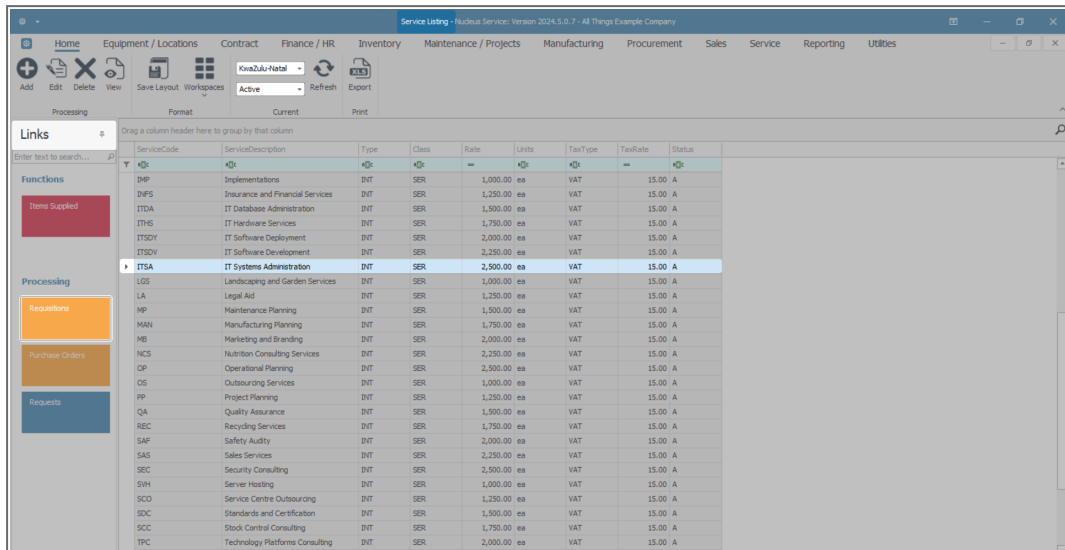 Service Listing - Nucleus Service: Version 2024.5.0.7 - All Things Example Company
Home Equipment / Locations Contract Finance / HR Inventory Maintenance / Projects Manufacturing Procurement Sales Service Reporting Utilities
KwaZulu-Natal
XLS
Add Edit Delete View Save Layout Workspaces Active Refresh Export
Processing Format Current Print
Links
Drag a column header here to group by that column
Enter text to search...
ServiceCode ServiceDescription Type Class Rate Units TaxType TaxRate Status
Functions
Items Supplied
Processing
Requisitions
Purchase Orders
Requests
IMP Implementations INT SER 1,000.00 ea VAT 15.00 A
INFS Insurance and Financial Services INT SER 1,250.00 ea VAT 15.00 A
ITDA IT Database Administration INT SER 1,500.00 ea VAT 15.00 A
ITHS IT Hardware Services INT SER 1,750.00 ea VAT 15.00 A
ITSDY IT Software Deployment INT SER 2,000.00 ea VAT 15.00 A
ITSDV IT Software Development INT SER 2,250.00 ea VAT 15.00 A
ITSA IT Systems Administration INT SER 2,500.00 ea VAT 15.00 A
LGS Landscaping and Garden Services INT SER 1,000.00 ea VAT 15.00 A
LA Legal Aid INT SER 1,250.00 ea VAT 15.00 A
MP Maintenance Planning INT SER 1,500.00 ea VAT 15.00 A
MAN Manufacturing Planning INT SER 1,750.00 ea VAT 15.00 A
MB Marketing and Branding INT SER 2,000.00 ea VAT 15.00 A
NCS Nutrition Consulting Services INT SER 2,250.00 ea VAT 15.00 A
OP Operational Planning INT SER 2,500.00 ea VAT 15.00 A
OS Outsourcing Services INT SER 1,000.00 ea VAT 15.00 A
PP Project Planning INT SER 1,250.00 ea VAT 15.00 A
QA Quality Assurance INT SER 1,500.00 ea VAT 15.00 A
REC Recycling Services INT SER 1,750.00 ea VAT 15.00 A
SAF Safety Audity INT SER 2,000.00 ea VAT 15.00 A
SAS Sales Services INT SER 2,250.00 ea VAT 15.00 A
SEC Security Consulting INT SER 2,500.00 ea VAT 15.00 A
SVH Server Hosting INT SER 1,000.00 ea VAT 15.00 A
SCO Service Centre Outsourcing INT SER 1,250.00 ea VAT 15.00 A
SDC Standards and Certification INT SER 1,500.00 ea VAT 15.00 A
SCC Stock Control Consulting INT SER 1,750.00 ea VAT 15.00 A
TPC Technology Platforms Consulting INT SER 2,000.00 ea VAT 15.00 A